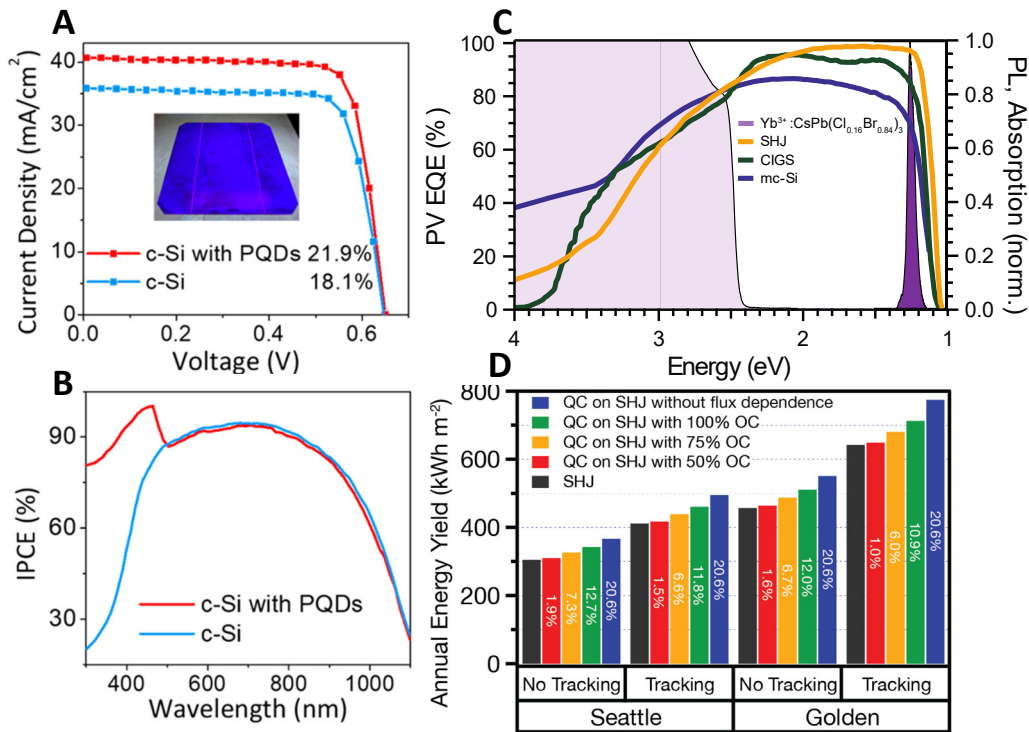 A
Current Density (mA/cm²)
40
30
20
10
0
c-Si with PQDs 21.9%
c-Si 18.1%
0.0 0.2 0.4 0.6
Voltage (V)
C
PV EQE (%)
100
80
60
40
20
0
Yb³⁺:CsPb(Cl₀.₁₆Br₀.₈₄)₃
SHJ
CIGS
mc-Si
1.0
0.8
0.6
0.4
0.2
0.0
PL, Absorption (norm.)
4 3 2 1
Energy (eV)
B
IPCE (%)
90
60
30
c-Si with PQDs
c-Si
400 600 800 1000
Wavelength (nm)
D
Annual Energy Yield (kWh m⁻²)
800
600
400
200
0
QC on SHJ without flux dependence
QC on SHJ with 100% OC
QC on SHJ with 75% OC
QC on SHJ with 50% OC
SHJ
1.9% 7.3% 12.7% 20.6%
1.5% 6.6% 11.8% 20.6%
1.6% 6.7% 12.0% 20.6%
1.0% 6.0% 10.9% 20.6%
No Tracking Tracking No Tracking Tracking
Seattle Golden